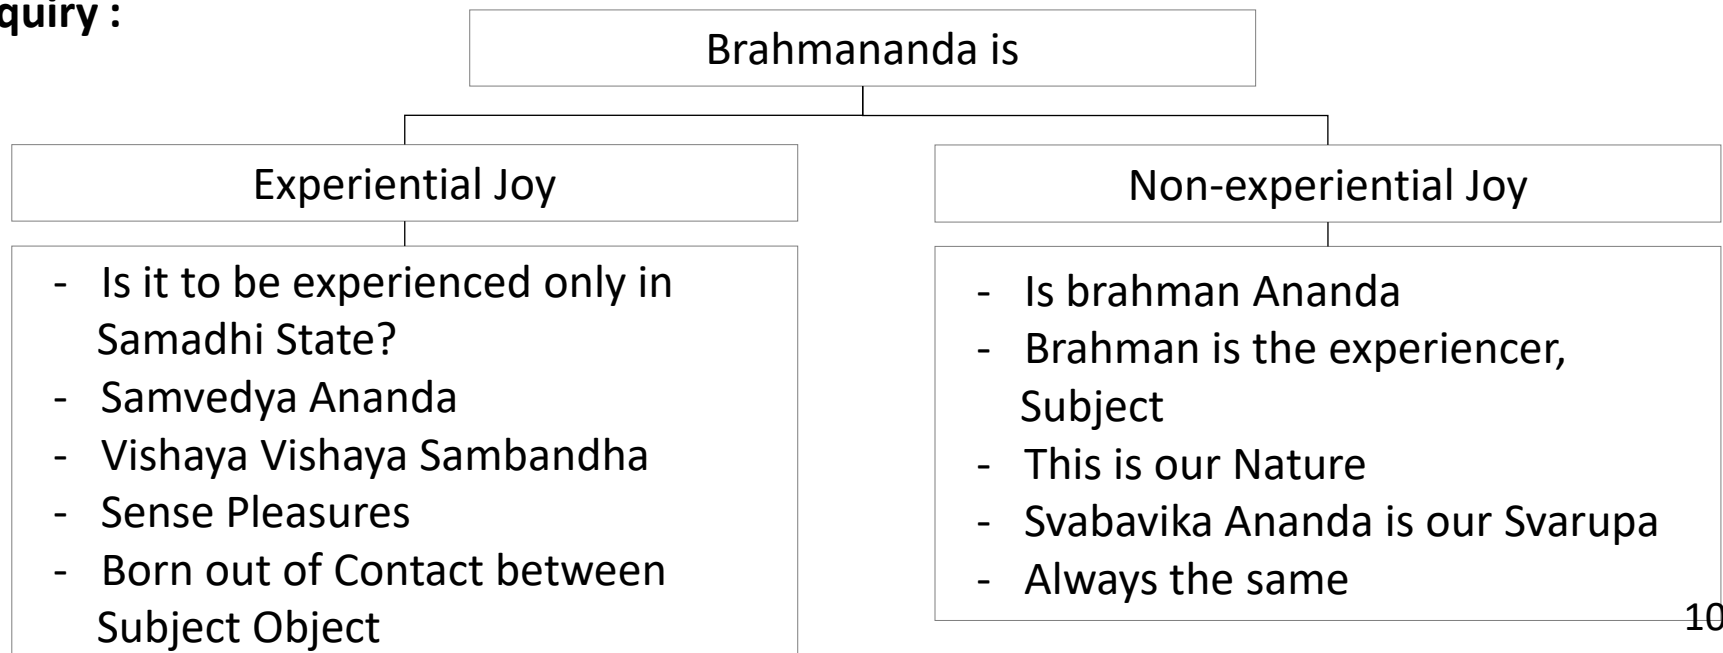 quiry :
Brahmananda is
Experiential Joy
- Is it to be experienced only in
Samadhi State?
- Samvedya Ananda
- Vishaya Vishaya Sambandha
- Sense Pleasures
- Born out of Contact between
Subject Object
Non-experiential Joy
- Is brahman Ananda
- Brahman is the experiencer,
Subject
- This is our Nature
- Svabavika Ananda is our Svarupa
- Always the same
10